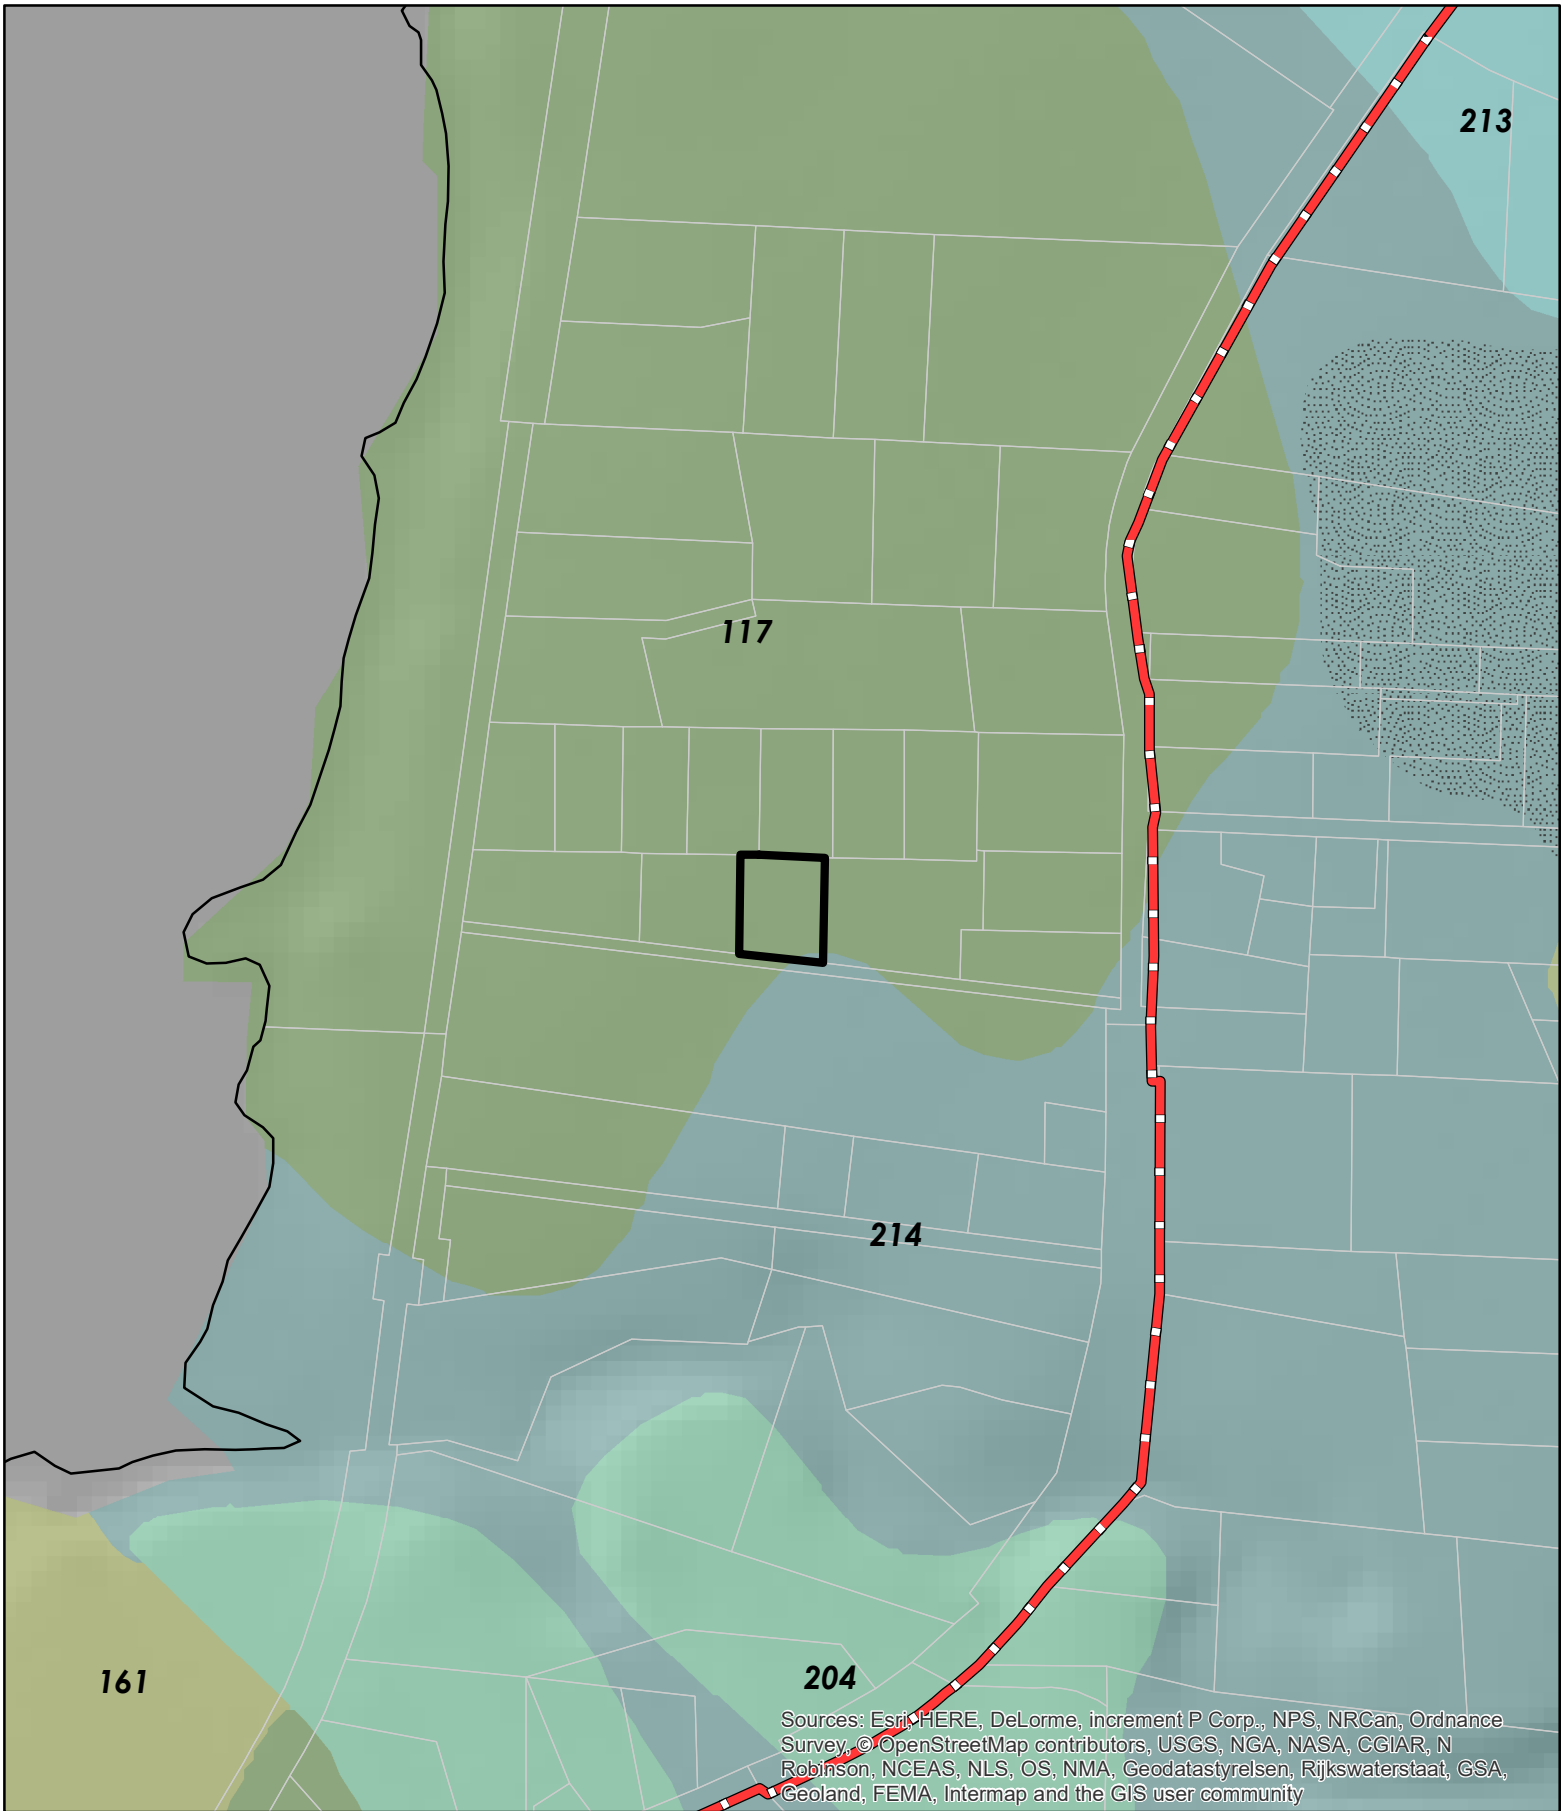 213
117
214
161
204
Sources: Esri, HERE, DeLorme, increment P Corp., NPS, NRCan, Ordnance
Survey, © OpenStreetMap contributors, USGS, NGA, NASA, CGIAR, N
Robinson, NCEAS, NLS, OS, NMA, Geodatastyrelsen, Rijkswaterstaat, GSA,
Geoland, FEMA, Intermap and the GIS user community